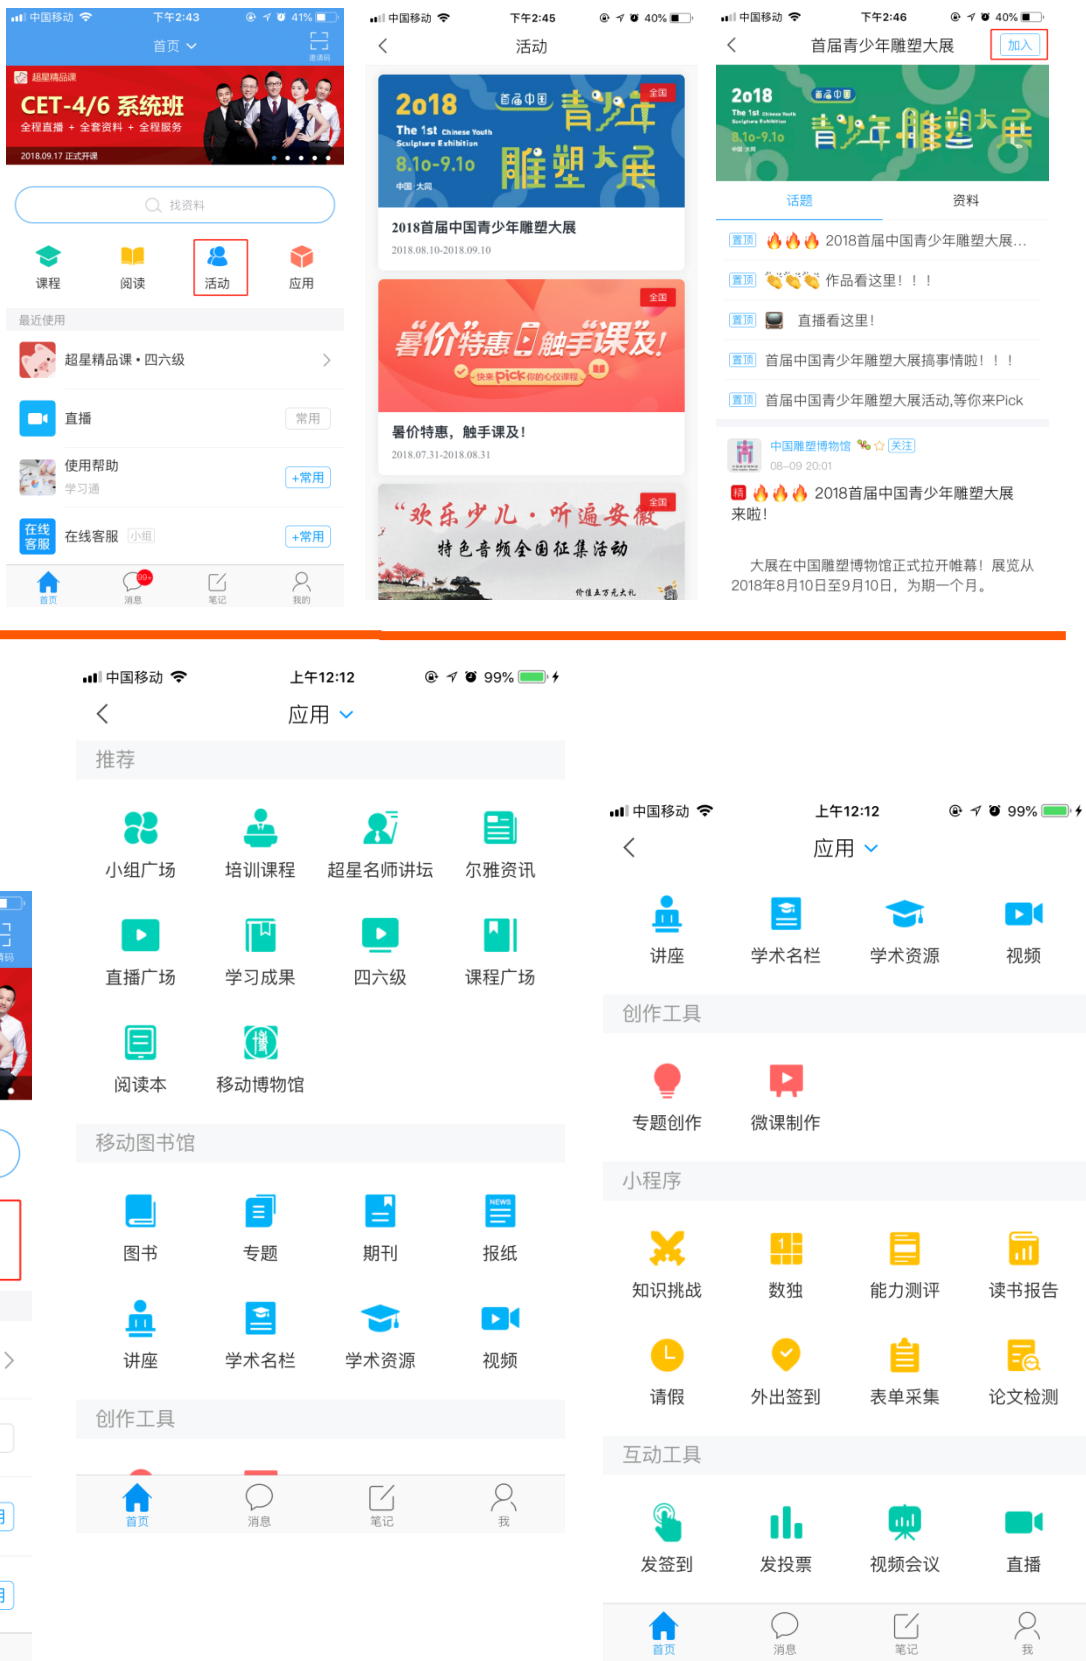 中国移动
下午2:43
41%
首页
邀请码
超星精品课
CET-4/6 系统班
全程直播 + 全套资料 + 全程服务
2018.09.17 正式开课
找资料
课程
阅读
活动
应用
最近使用
超星精品课·四六级
直播
常用
使用帮助
学习通
+常用
在线
客服
在线客服
小组
+常用
99+
首页
消息
笔记
我的
中国移动
下午2:45
40%
活动
2018
首届中国
青少年
全国
The 1st Chinese Youth
Sculpture Exhibition
8.10-9.10
雕塑大展
中国·大同
2018首届中国青少年雕塑大展
2018.08.10-2018.09.10
全国
暑价特惠 触手课及!
快来pick你的心仪课程
暑价特惠，触手课及!
2018.07.31-2018.08.31
全国
“欢乐少儿·听遍安徽
特色音频全国征集活动
价值五万元大礼
中国移动
下午2:46
40%
首届青少年雕塑大展
加入
2018
首届中国
The 1st Chinese Youth
Sculpture Exhibition
8.10-9.10
中国·大同
青少年雕塑大展
话题
资料
置顶 2018首届中国青少年雕塑大展...
置顶 作品看这里！！！
置顶 直播看这里！
置顶 首届中国青少年雕塑大展搞事情啦！！！
置顶 首届中国青少年雕塑大展活动,等你来Pick
中国雕塑博物馆 关注
08-09 20:01
精 2018首届中国青少年雕塑大展
来啦！
大展在中国雕塑博物馆正式拉开帷幕！展览从
2018年8月10日至9月10日，为期一个月。
中国移动
上午12:12
99%
应用
推荐
小组广场
培训课程
超星名师讲坛
尔雅资讯
直播广场
学习成果
四六级
课程广场
阅读本
移动博物馆
移动图书馆
NEWS
图书
专题
期刊
报纸
讲座
学术名栏
学术资源
视频
创作工具
首页
消息
笔记
我
中国移动
上午12:12
99%
应用
讲座
学术名栏
学术资源
视频
创作工具
专题创作
微课制作
小程序
知识挑战
数独
能力测评
读书报告
请假
外出签到
表单采集
论文检测
互动工具
发签到
发投票
视频会议
直播
首页
消息
笔记
我